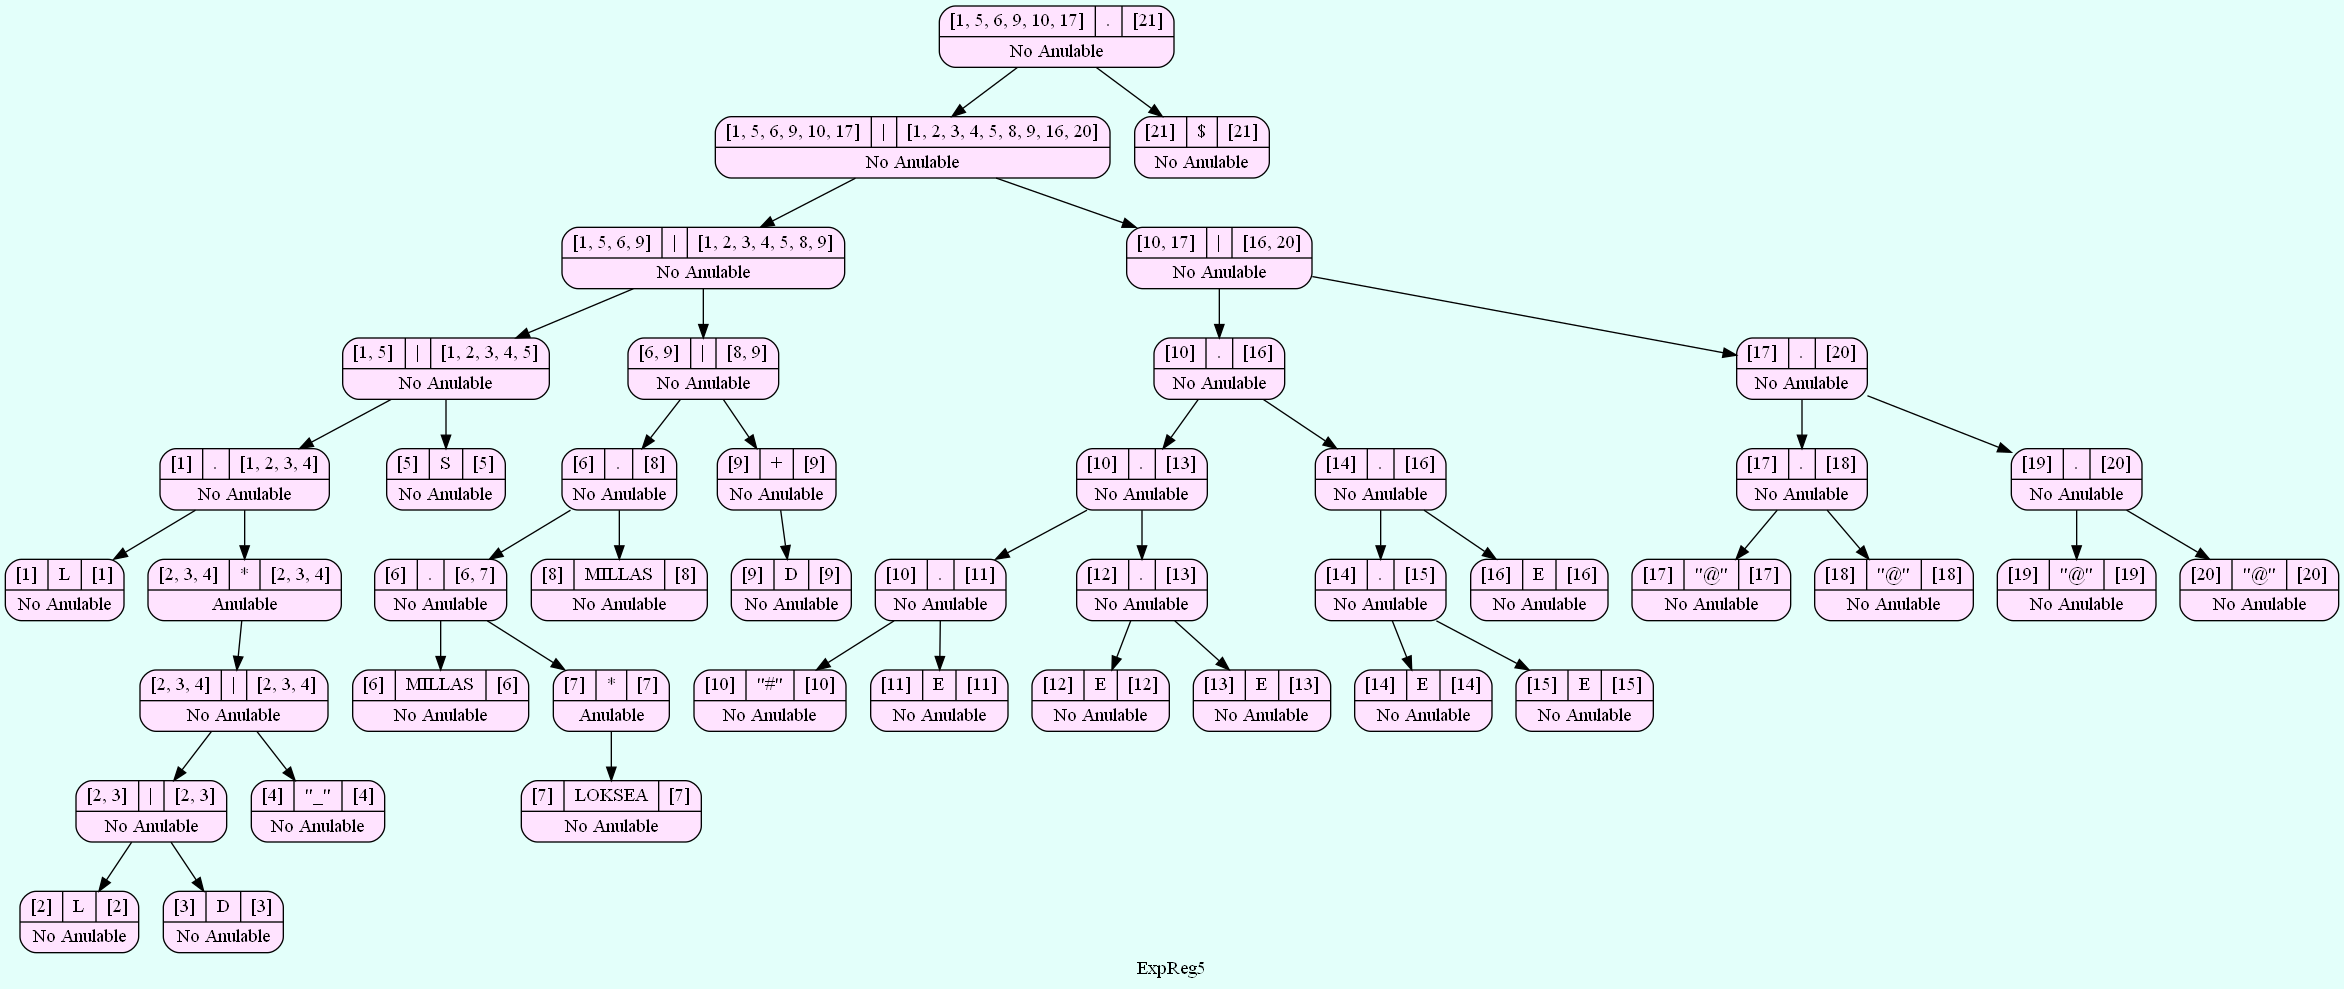 [1, 5, 6, 9, 10, 17] . [21]
No Anulable
[1, 5, 6, 9, 10, 17] | [1, 2, 3, 4, 5, 8, 9, 16, 20]
No Anulable
[21] $ [21]
No Anulable
[1, 5, 6, 9] | [1, 2, 3, 4, 5, 8, 9]
No Anulable
[10, 17] | [16, 20]
No Anulable
[1, 5] | [1, 2, 3, 4, 5]
No Anulable
[6, 9] | [8, 9]
No Anulable
[10] . [16]
No Anulable
[17] . [20]
No Anulable
[1] . [1, 2, 3, 4]
No Anulable
[5] S [5]
No Anulable
[6] . [8]
No Anulable
[9] + [9]
No Anulable
[10] . [13]
No Anulable
[14] . [16]
No Anulable
[17] . [18]
No Anulable
[19] . [20]
No Anulable
[1] L [1]
No Anulable
[2, 3, 4] * [2, 3, 4]
Anulable
[6] . [6, 7]
No Anulable
[8] MILLAS [8]
No Anulable
[9] D [9]
No Anulable
[10] . [11]
No Anulable
[12] . [13]
No Anulable
[14] . [15]
No Anulable
[16] E [16]
No Anulable
[17] "@" [17]
No Anulable
[18] "@" [18]
No Anulable
[19] "@" [19]
No Anulable
[20] "@" [20]
No Anulable
[2, 3, 4] | [2, 3, 4]
No Anulable
[6] MILLAS [6]
No Anulable
[7] * [7]
Anulable
[10] "#" [10]
No Anulable
[11] E [11]
No Anulable
[12] E [12]
No Anulable
[13] E [13]
No Anulable
[14] E [14]
No Anulable
[15] E [15]
No Anulable
[2, 3] | [2, 3]
No Anulable
[4] "_" [4]
No Anulable
[7] LOKSEA [7]
No Anulable
[2] L [2]
No Anulable
[3] D [3]
No Anulable
ExpReg5